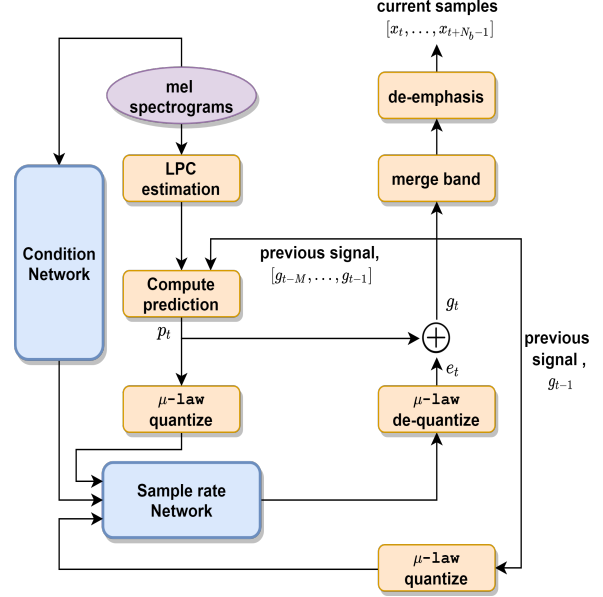 current samples
[x_t, …, x_{t+N_b−1}]
mel
spectrograms
de-emphasis
LPC
estimation
merge band
Condition
Network
previous signal,
[g_{t−M}, …, g_{t−1}]
Compute
prediction
g_t
p_t
+
previous
signal ,
g_{t−1}
e_t
μ-law
quantize
μ-law
de-quantize
Sample rate
Network
μ-law
quantize